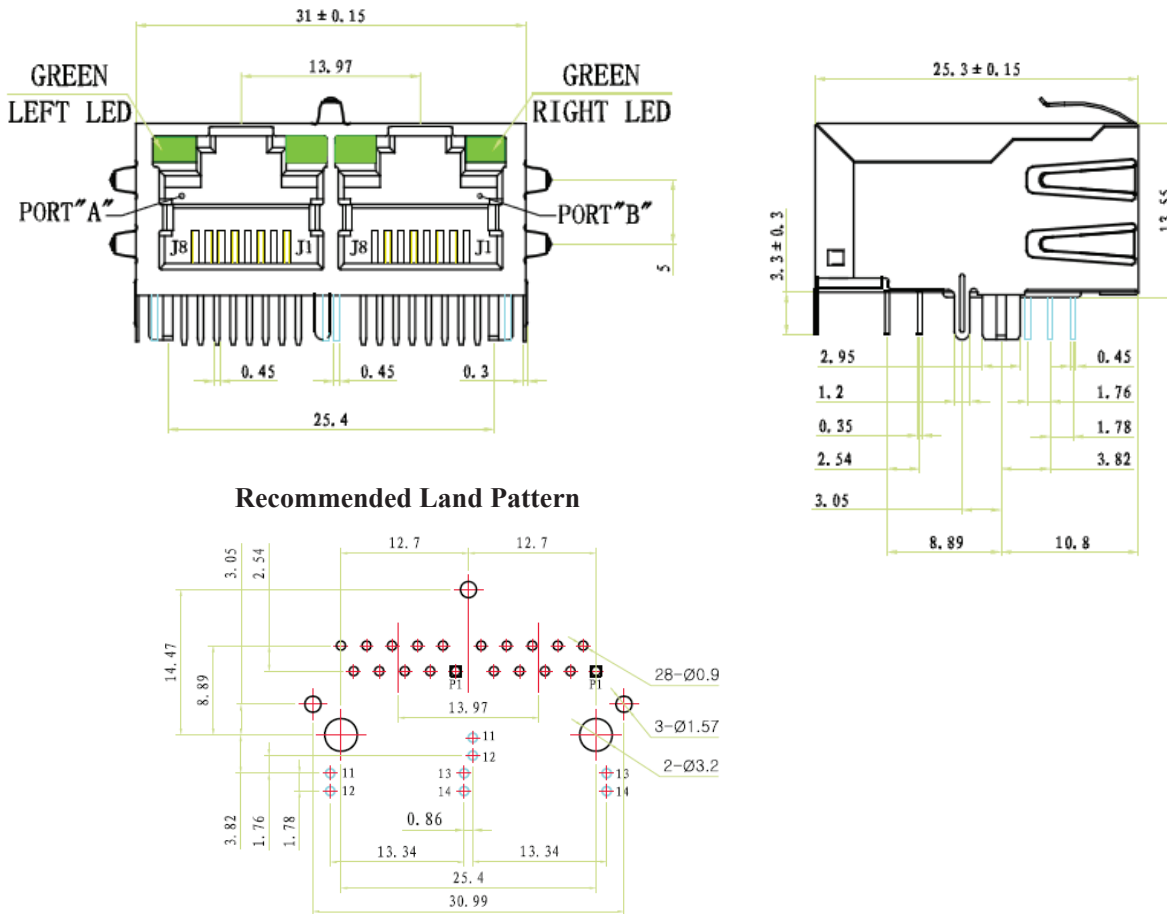 31 ± 0.15
13.97
GREEN
LEFT LED
GREEN
RIGHT LED
PORT"A"
PORT"B"
J8
J1
J8
J1
5
0.45
0.45
0.3
25.4
25.3 ± 0.15
13.55
3.3 ± 0.3
2.95
0.45
1.2
1.76
0.35
1.78
2.54
3.82
3.05
8.89
10.8
Recommended Land Pattern
12.7
12.7
3.05
2.54
14.47
8.89
28-Ø0.9
P1
P1
13.97
3-Ø1.57
11
12
2-Ø3.2
11
13
13
12
14
14
3.82
1.76
1.78
0.86
13.34
13.34
25.4
30.99